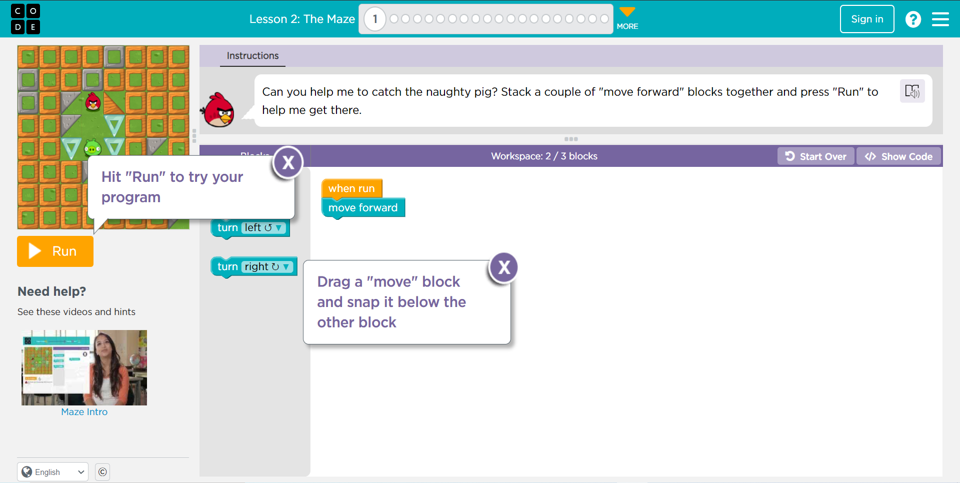 CO
DE
Lesson 2: The Maze
1
MORE
Sign in
?
Instructions
Can you help me to catch the naughty pig? Stack a couple of "move forward" blocks together and press "Run" to
help me get there.
Workspace: 2 / 3 blocks
Start Over
</> Show Code
Hit "Run" to try your
program
X
when run
move forward
turn left ↺ ▼
turn right ↻ ▼
Run
Drag a "move" block
and snap it below the
other block
X
Need help?
See these videos and hints
Maze Intro
English
©